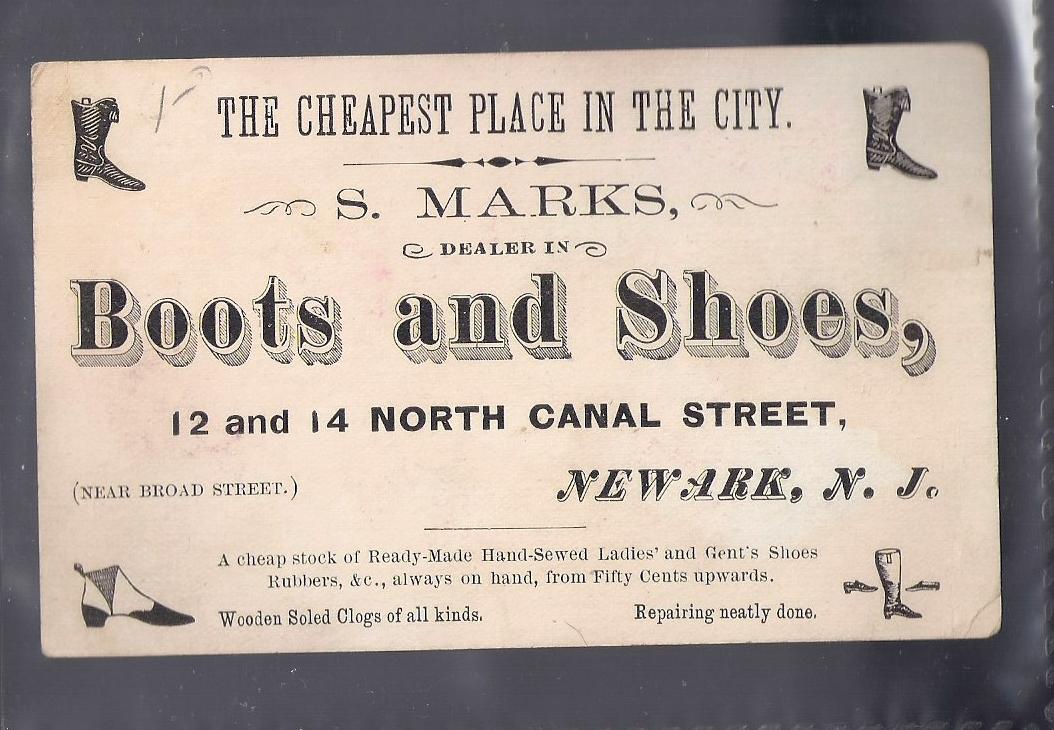 THE CHEAPEST PLACE IN THE CITY.
S. MARKS,
DEALER IN
Boots and Shoes,
12 and 14 NORTH CANAL STREET,
(NEAR BROAD STREET.)
NEWARK, N. J.
A cheap stock of Ready-Made Hand-Sewed Ladies' and Gent's Shoes
Rubbers, &c., always on hand, from Fifty Cents upwards.
Wooden Soled Clogs of all kinds.
Repairing neatly done.